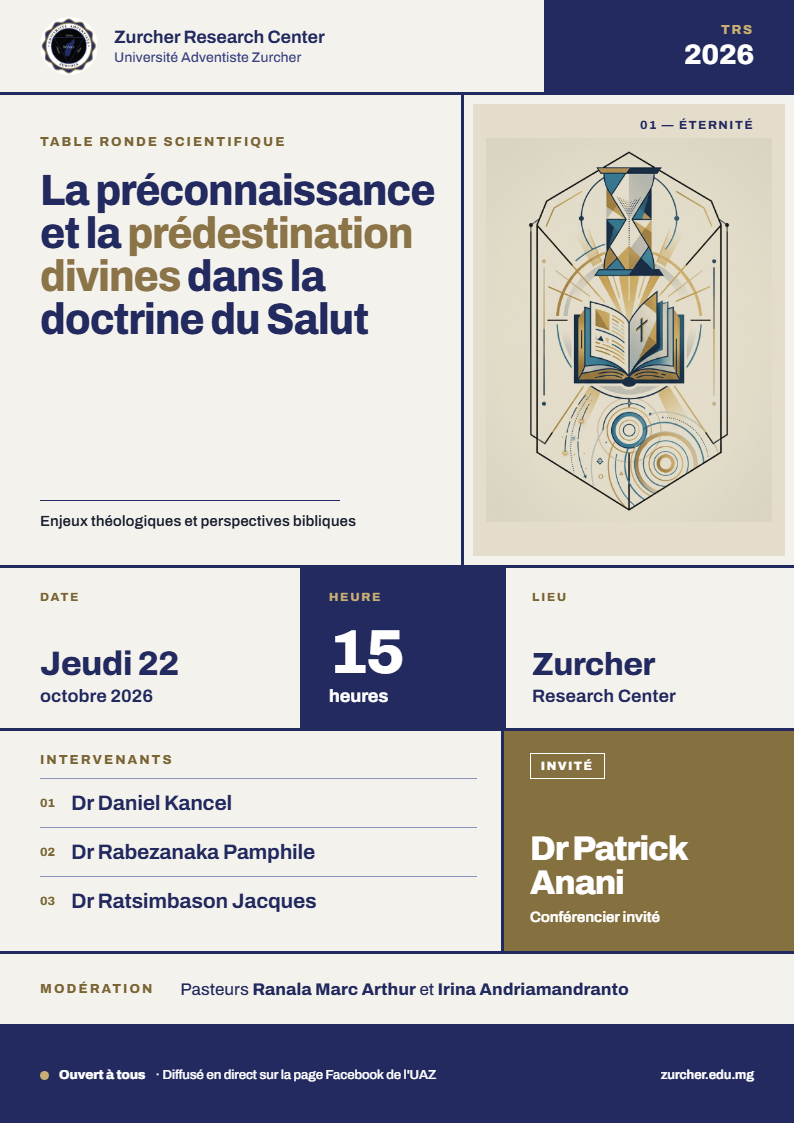 Zurcher Research Center
Université Adventiste Zurcher
TRS
2026
TABLE RONDE SCIENTIFIQUE
La préconnaissance
et la prédestination
divines dans la
doctrine du Salut
Enjeux théologiques et perspectives bibliques
01 — ÉTERNITÉ
DATE
Jeudi 22
octobre 2026
HEURE
15
heures
LIEU
Zurcher
Research Center
INTERVENANTS
01 Dr Daniel Kancel
02 Dr Rabezanaka Pamphile
03 Dr Ratsimbason Jacques
INVITÉ
Dr Patrick
Anani
Conférencier invité
MODÉRATION Pasteurs Ranala Marc Arthur et Irina Andriamandranto
Ouvert à tous · Diffusé en direct sur la page Facebook de l'UAZ
zurcher.edu.mg